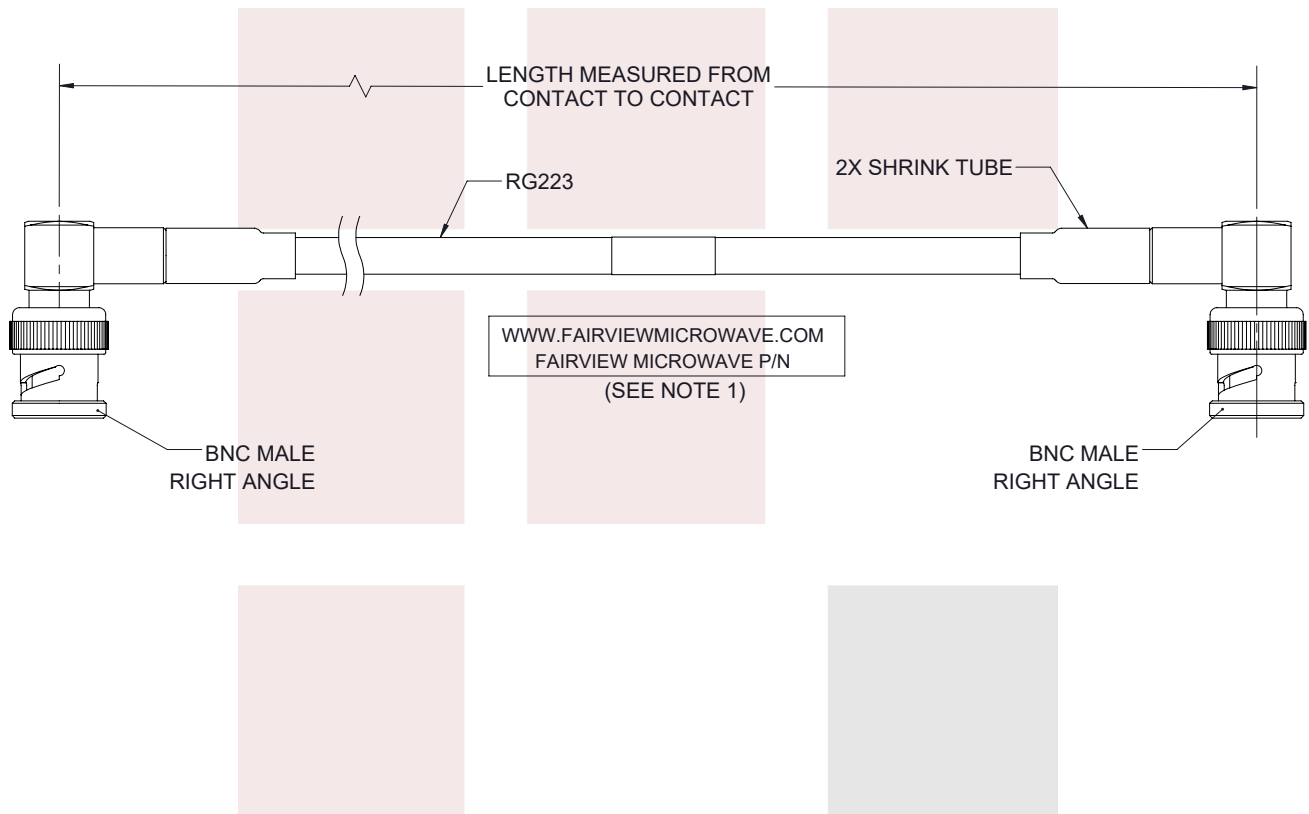 LENGTH MEASURED FROM
CONTACT TO CONTACT
RG223
2X SHRINK TUBE
WWW.FAIRVIEWMICROWAVE.COM
FAIRVIEW MICROWAVE P/N
(SEE NOTE 1)
BNC MALE
RIGHT ANGLE
BNC MALE
RIGHT ANGLE